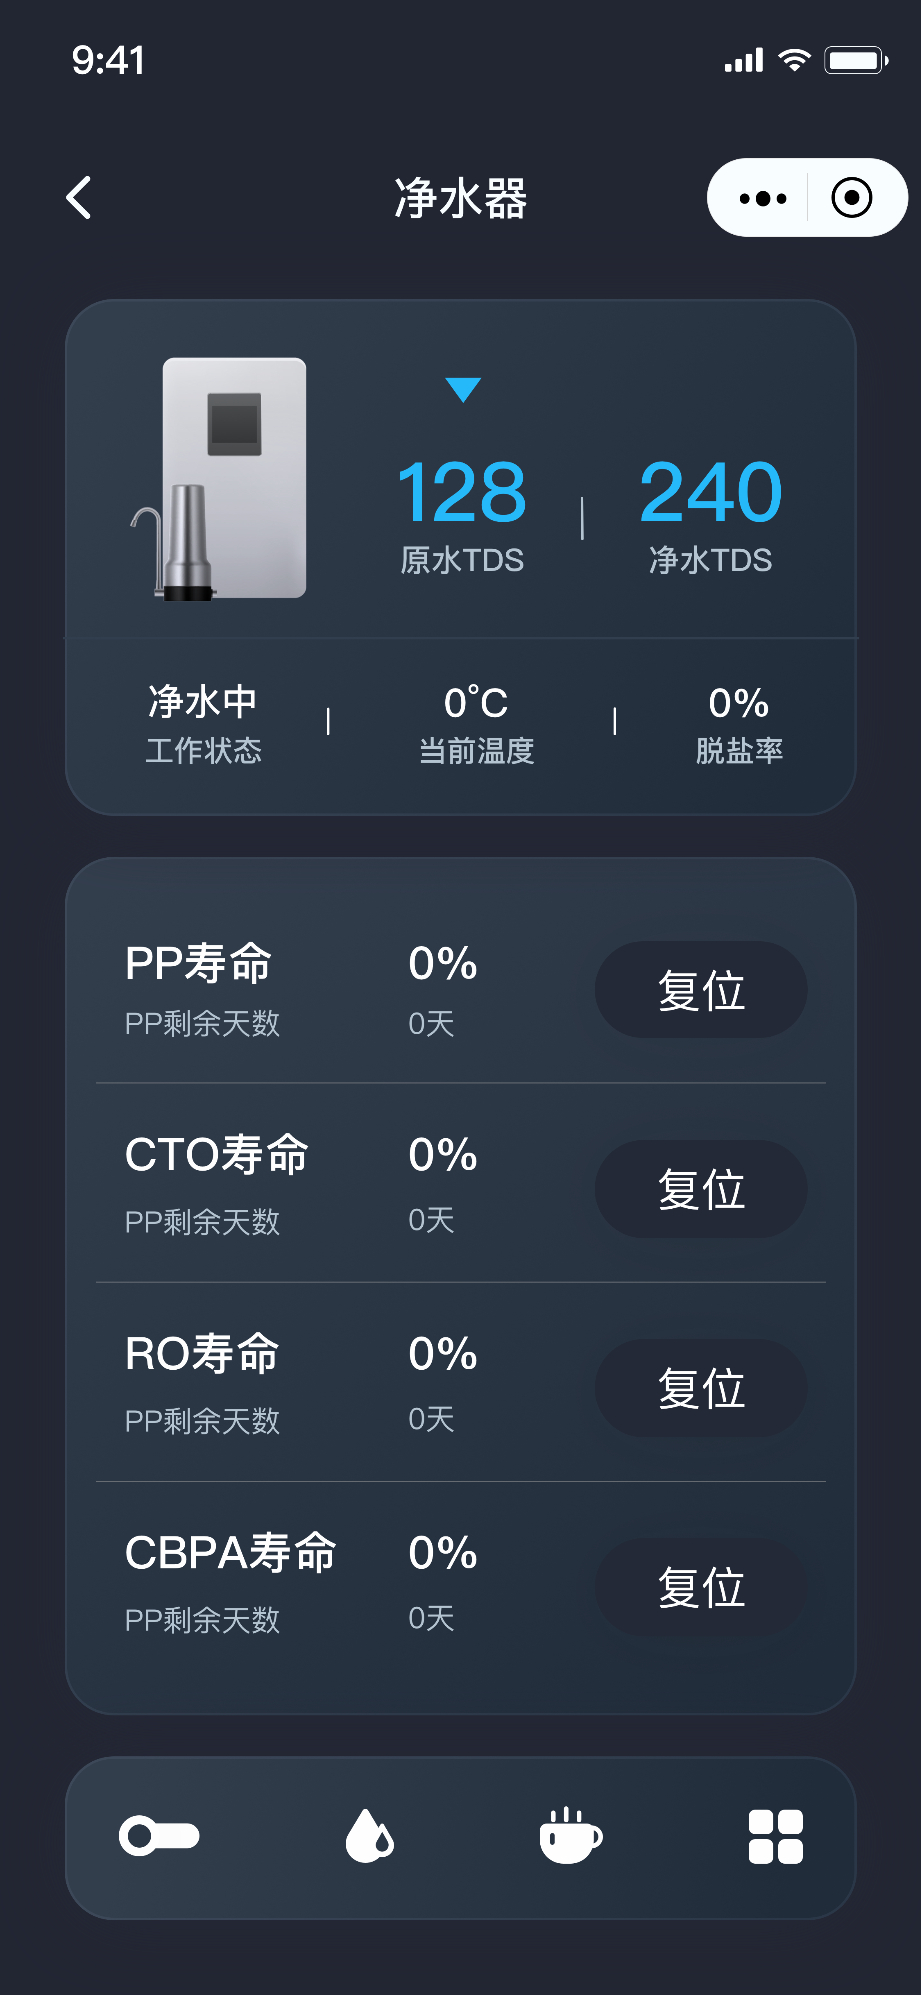 9:41
净水器
128
240
原水TDS
净水TDS
净水中
0°C
0%
工作状态
当前温度
脱盐率
PP寿命
0%
复位
PP剩余天数
0天
CTO寿命
0%
复位
PP剩余天数
0天
RO寿命
0%
复位
PP剩余天数
0天
CBPA寿命
0%
复位
PP剩余天数
0天